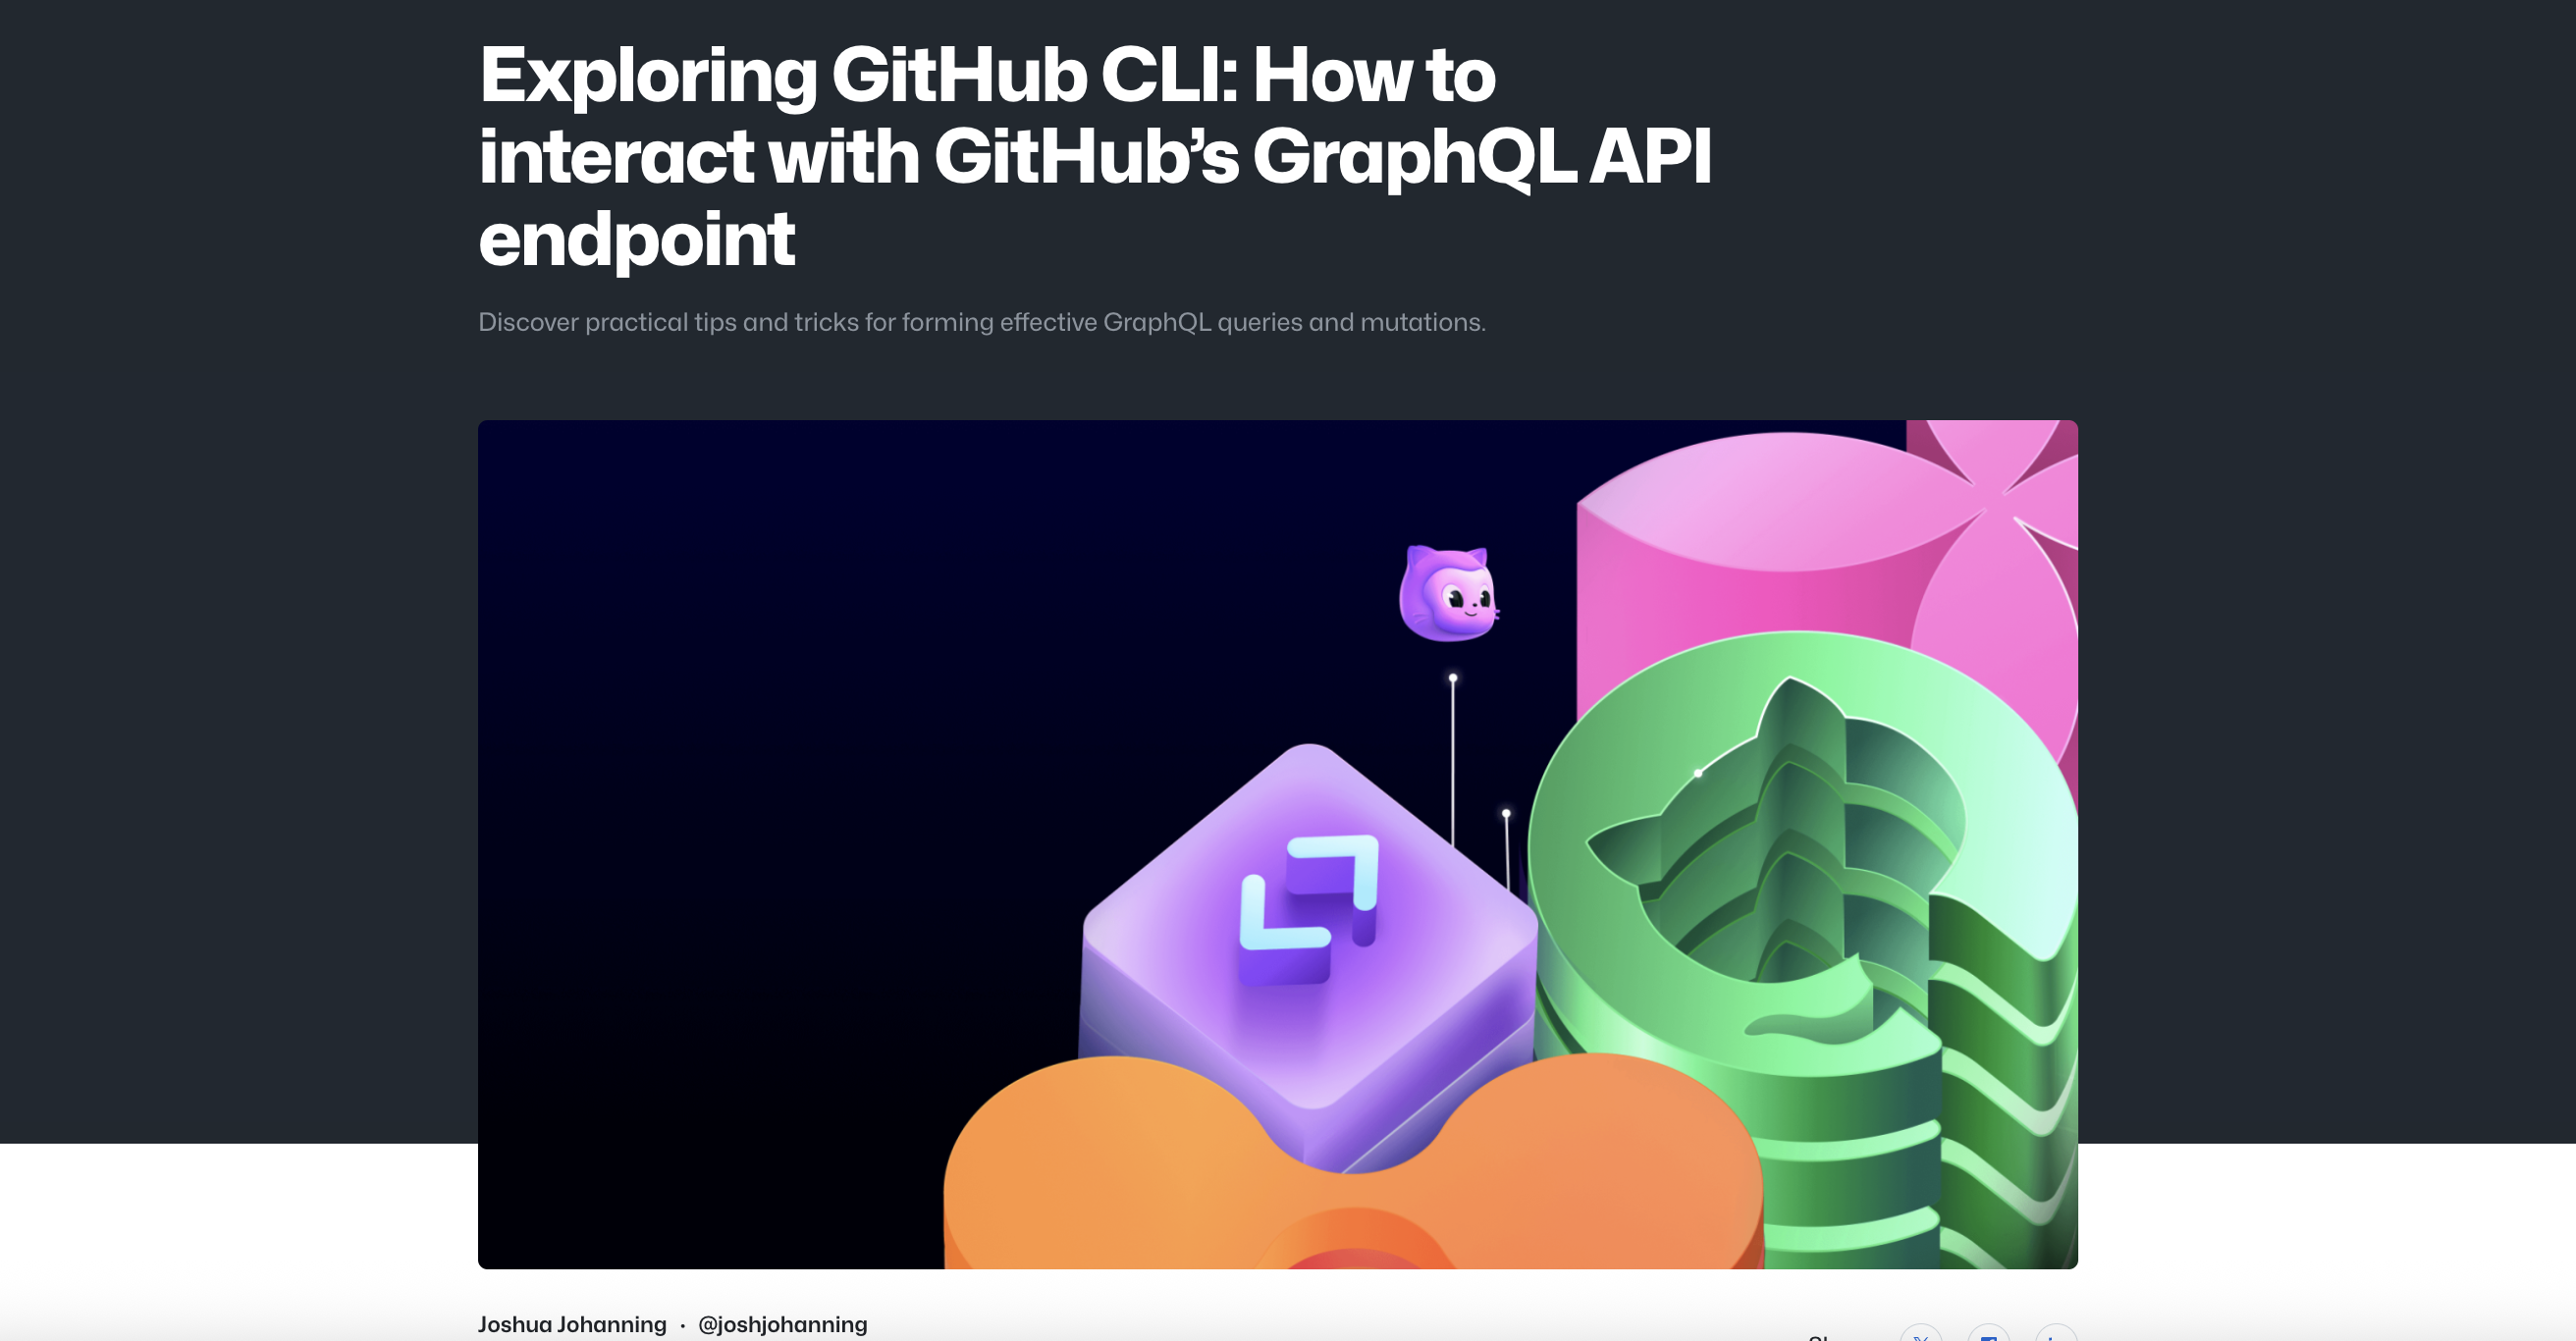 Exploring GitHub CLI: How to
interact with GitHub’s GraphQL API
endpoint
Discover practical tips and tricks for forming effective GraphQL queries and mutations.
Joshua Johanning · @joshjohanning